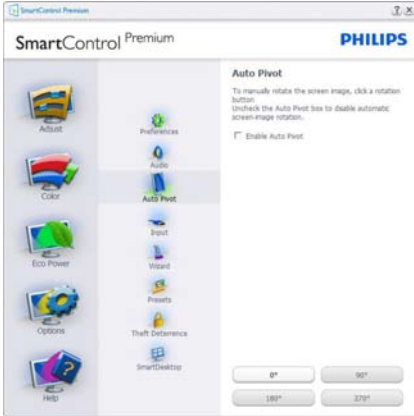 SmartControl Premium
SmartControl Premium
PHILIPS
Adjust
Color
Eco Power
Options
Help
Preferences
Audio
Auto Pivot
Input
Wizard
Presets
Theft Deterrence
SmartDesktop
Auto Pivot
To manually rotate the screen image, click a rotation
button
Uncheck the Auto Pivot box to disable automatic
screen-image rotation.
Enable Auto Pivot
0°
90°
180°
270°